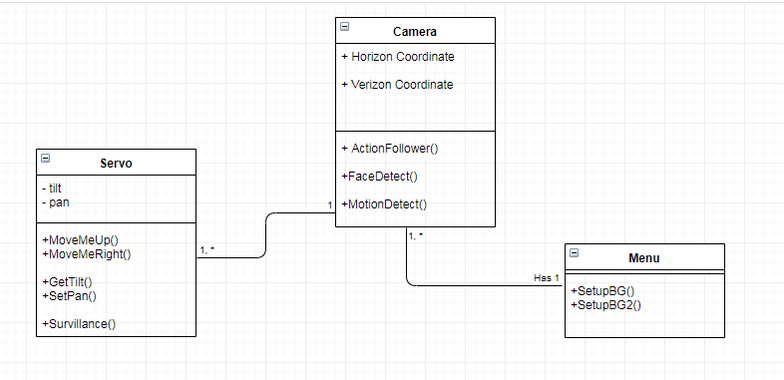 Camera
+ Horizon Coordinate
+ Verizon Coordinate
+ ActionFollower()
+FaceDetect()
+MotionDetect()
Servo
- tilt
- pan
+MoveMeUp()
+MoveMeRight()
+GetTilt()
+SetPan()
+Survillance()
1
1. *
1. *
Has 1
Menu
+SetupBG()
+SetupBG2()